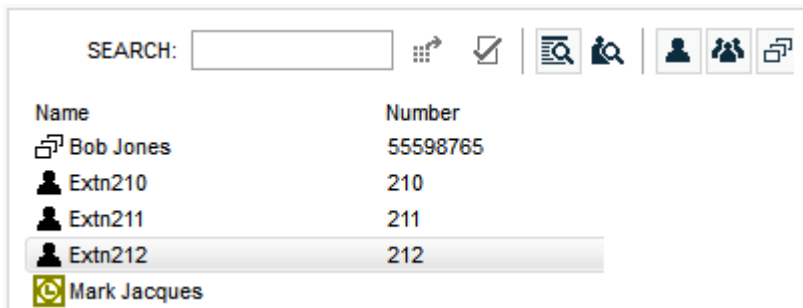 SEARCH:
Name Number
Bob Jones 55598765
Extn210 210
Extn211 211
Extn212 212
Mark Jacques